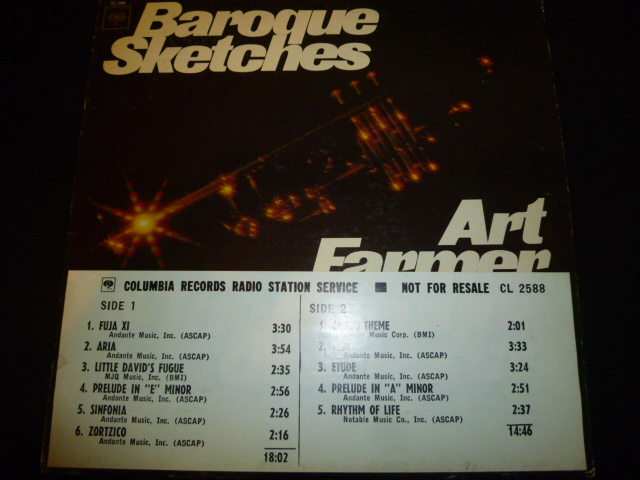 CL 2588
Baroque
Sketches
Art
Farmer
COLUMBIA RECORDS RADIO STATION SERVICE NOT FOR RESALE CL 2588
SIDE 1
1. FUJA XI 3:30
Andante Music, Inc. (ASCAP)
2. ARIA 3:54
Andante Music, Inc. (ASCAP)
3. LITTLE DAVID'S FUGUE 2:35
MJQ Music, Inc. (BMI)
4. PRELUDE IN "E" MINOR 2:56
Andante Music, Inc. (ASCAP)
5. SINFONIA 2:26
Andante Music, Inc. (ASCAP)
6. ZORTZICO 2:16
Andante Music, Inc. (ASCAP)
18:02
SIDE 2
1. THEME 2:01
Music Corp. (BMI)
2. 3:33
Andante Music, Inc. (ASCAP)
3. ETUDE 3:24
Andante Music, Inc. (ASCAP)
4. PRELUDE IN "A" MINOR 2:51
Andante Music, Inc. (ASCAP)
5. RHYTHM OF LIFE 2:37
Notable Music Co., Inc. (ASCAP)
14:46